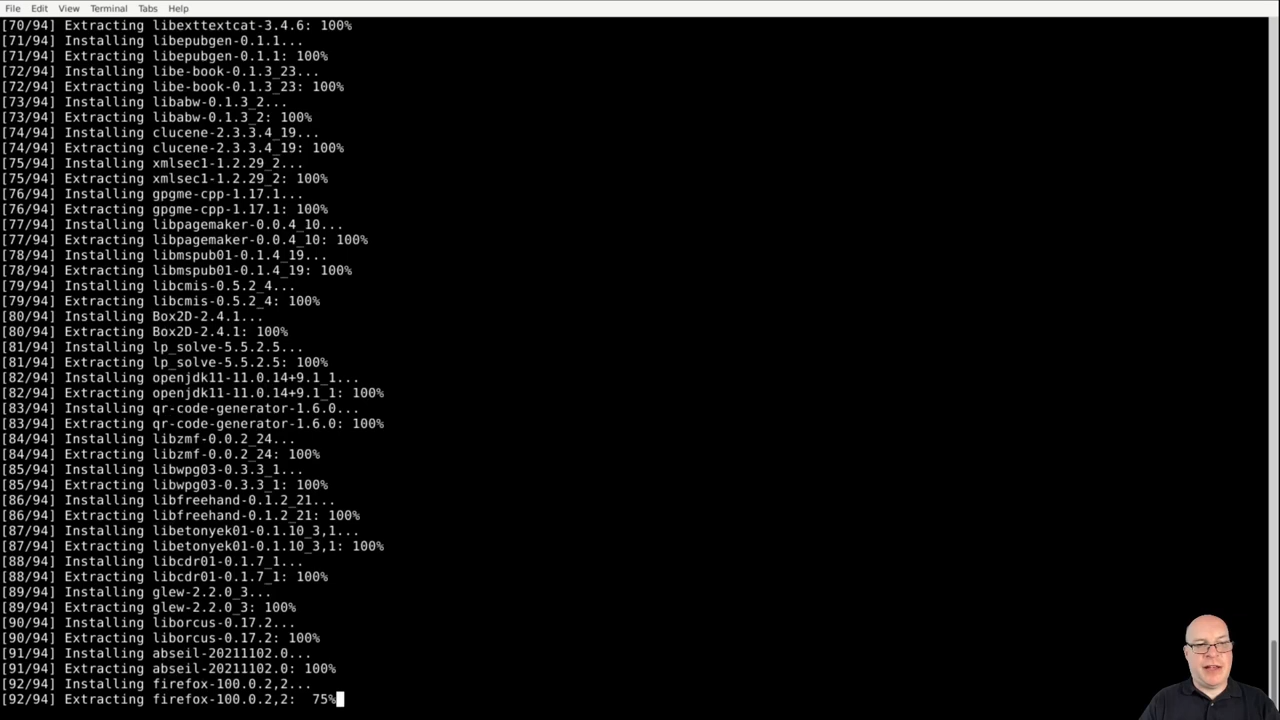 File Edit View Terminal Tabs Help
[70/94] Extracting libexttextcat-3.4.6: 100%
[71/94] Installing libepubgen-0.1.1...
[71/94] Extracting libepubgen-0.1.1: 100%
[72/94] Installing libe-book-0.1.3_23...
[72/94] Extracting libe-book-0.1.3_23: 100%
[73/94] Installing libabw-0.1.3_2...
[73/94] Extracting libabw-0.1.3_2: 100%
[74/94] Installing clucene-2.3.3.4_19...
[74/94] Extracting clucene-2.3.3.4_19: 100%
[75/94] Installing xmlsec1-1.2.29_2...
[75/94] Extracting xmlsec1-1.2.29_2: 100%
[76/94] Installing gpgme-cpp-1.17.1...
[76/94] Extracting gpgme-cpp-1.17.1: 100%
[77/94] Installing libpagemaker-0.0.4_10...
[77/94] Extracting libpagemaker-0.0.4_10: 100%
[78/94] Installing libmspub01-0.1.4_19...
[78/94] Extracting libmspub01-0.1.4_19: 100%
[79/94] Installing libcmis-0.5.2_4...
[79/94] Extracting libcmis-0.5.2_4: 100%
[80/94] Installing Box2D-2.4.1...
[80/94] Extracting Box2D-2.4.1: 100%
[81/94] Installing lp_solve-5.5.2.5...
[81/94] Extracting lp_solve-5.5.2.5: 100%
[82/94] Installing openjdk11-11.0.14+9.1_1...
[82/94] Extracting openjdk11-11.0.14+9.1_1: 100%
[83/94] Installing qr-code-generator-1.6.0...
[83/94] Extracting qr-code-generator-1.6.0: 100%
[84/94] Installing libzmf-0.0.2_24...
[84/94] Extracting libzmf-0.0.2_24: 100%
[85/94] Installing libwpg03-0.3.3_1...
[85/94] Extracting libwpg03-0.3.3_1: 100%
[86/94] Installing libfreehand-0.1.2_21...
[86/94] Extracting libfreehand-0.1.2_21: 100%
[87/94] Installing libetonyek01-0.1.10_3,1...
[87/94] Extracting libetonyek01-0.1.10_3,1: 100%
[88/94] Installing libcdr01-0.1.7_1...
[88/94] Extracting libcdr01-0.1.7_1: 100%
[89/94] Installing glew-2.2.0_3...
[89/94] Extracting glew-2.2.0_3: 100%
[90/94] Installing liborcus-0.17.2...
[90/94] Extracting liborcus-0.17.2: 100%
[91/94] Installing abseil-20211102.0...
[91/94] Extracting abseil-20211102.0: 100%
[92/94] Installing firefox-100.0.2,2...
[92/94] Extracting firefox-100.0.2,2:  75%